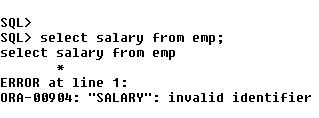 SQL>
SQL> select salary from emp;
select salary from emp
       *
ERROR at line 1:
ORA-00904: "SALARY": invalid identifier